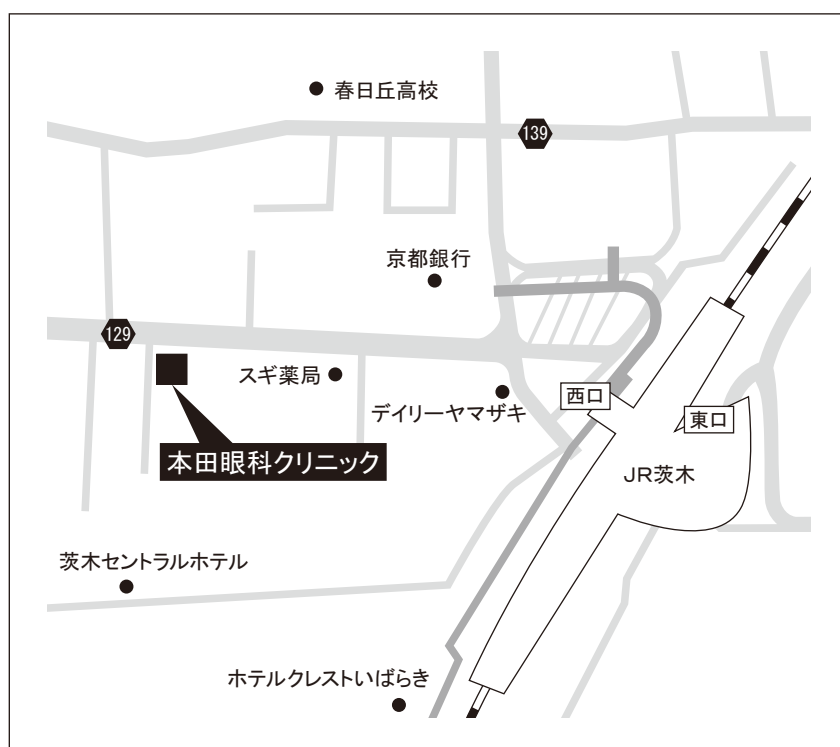 春日丘高校
139
京都銀行
129
スギ薬局
デイリーヤマザキ
西口
東口
本田眼科クリニック
JR茨木
茨木セントラルホテル
ホテルクレストいばらき